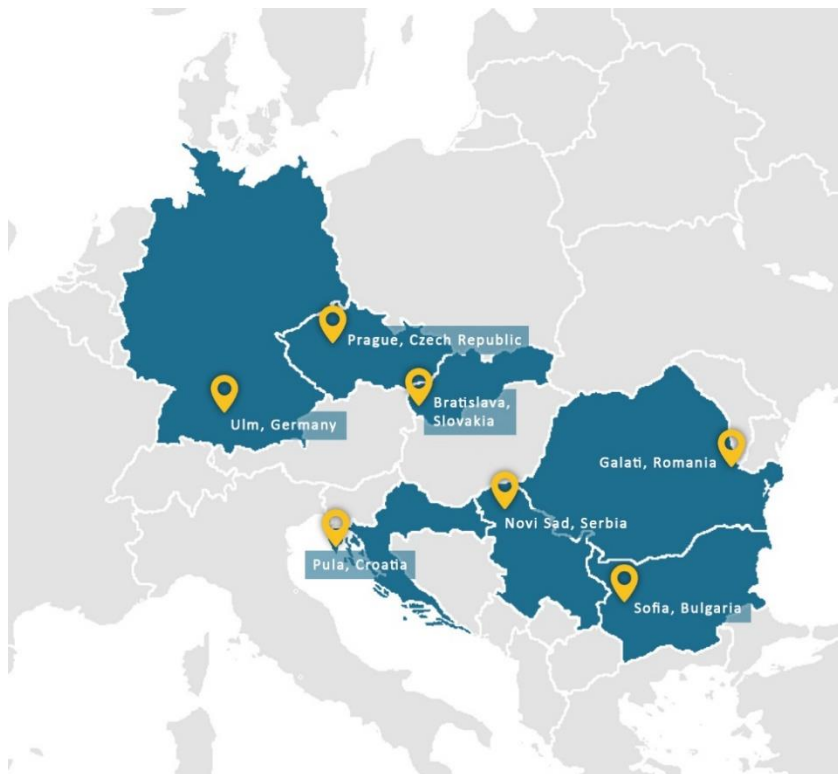 Prague, Czech Republic
Bratislava,
Slovakia
Ulm, Germany
Galati, Romania
Novi Sad, Serbia
Pula, Croatia
Sofia, Bulgaria